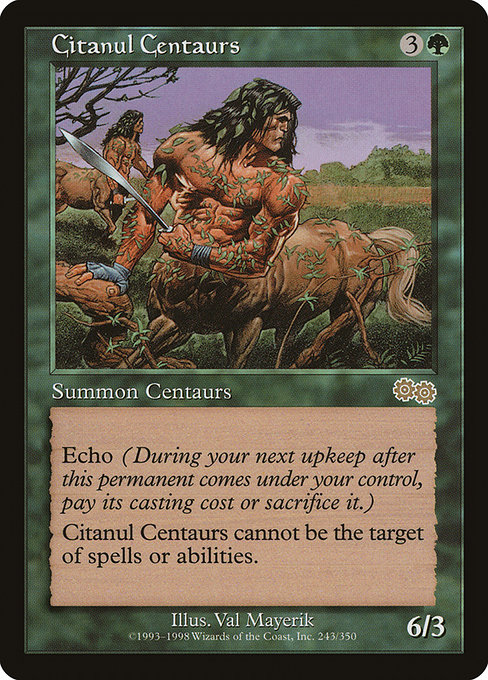 Citanul Centaurs 3
Summon Centaurs
Echo (During your next upkeep after
this permanent comes under your control,
pay its casting cost or sacrifice it.)
Citanul Centaurs cannot be the target
of spells or abilities.
Illus. Val Mayerik
©1993–1998 Wizards of the Coast, Inc. 243/350
6/3